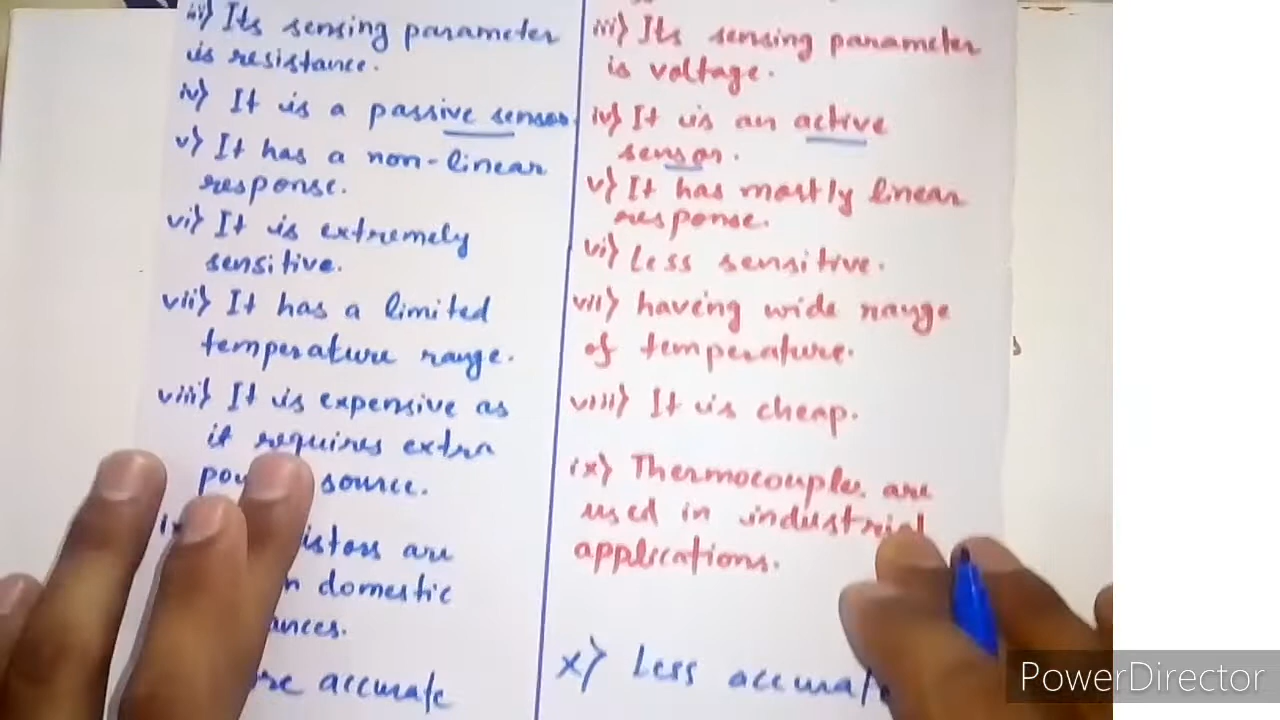 iii) Its sensing parameter
is resistance.
iv) It is a passive sensor.
v) It has a non-linear
response.
vi) It is extremely
sensitive.
vii) It has a limited
temperature range.
viii) It is expensive as
it requires extra
source.
are
domestic
accurate
iii) Its sensing parameter
is voltage.
iv) It is an active
sensor.
v) It has mostly linear
response.
vi) Less sensitive.
vii) having wide range
of temperature.
viii) It is cheap.
ix) Thermocouples are
used in industrial
applications.
x) Less accurate
PowerDirector